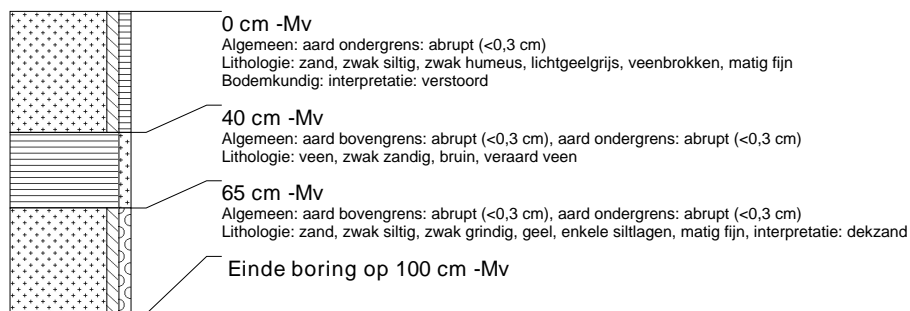 0 cm -Mv
Algemeen: aard ondergrens: abrupt (<0,3 cm)
Lithologie: zand, zwak siltig, zwak humeus, lichtgeelgrijs, veenbrokken, matig fijn
Bodemkundig: interpretatie: verstoord
40 cm -Mv
Algemeen: aard bovengrens: abrupt (<0,3 cm), aard ondergrens: abrupt (<0,3 cm)
Lithologie: veen, zwak zandig, bruin, veraard veen
65 cm -Mv
Algemeen: aard bovengrens: abrupt (<0,3 cm), aard ondergrens: abrupt (<0,3 cm)
Lithologie: zand, zwak siltig, zwak grindig, geel, enkele siltlagen, matig fijn, interpretatie: dekzand
Einde boring op 100 cm -Mv